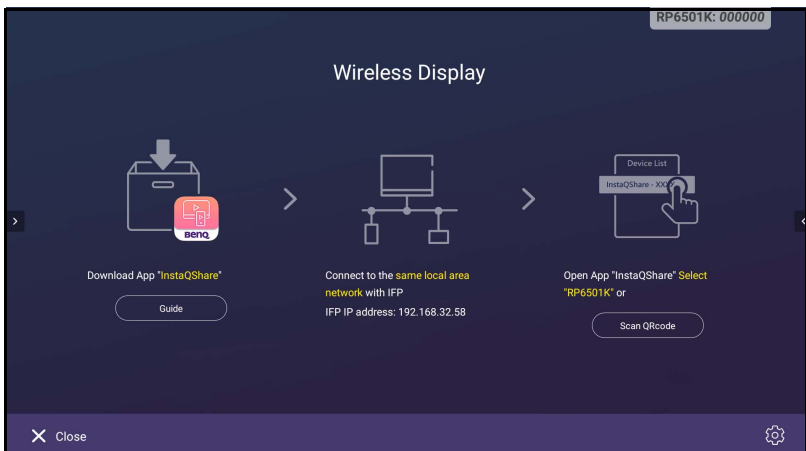 RP6501K: 000000
Wireless Display
BenQ
Device List
InstaQShare - XXX
Download App "InstaQShare"
Guide
Connect to the same local area
network with IFP
IFP IP address: 192.168.32.58
Open App "InstaQShare" Select
"RP6501K" or
Scan QRcode
Close